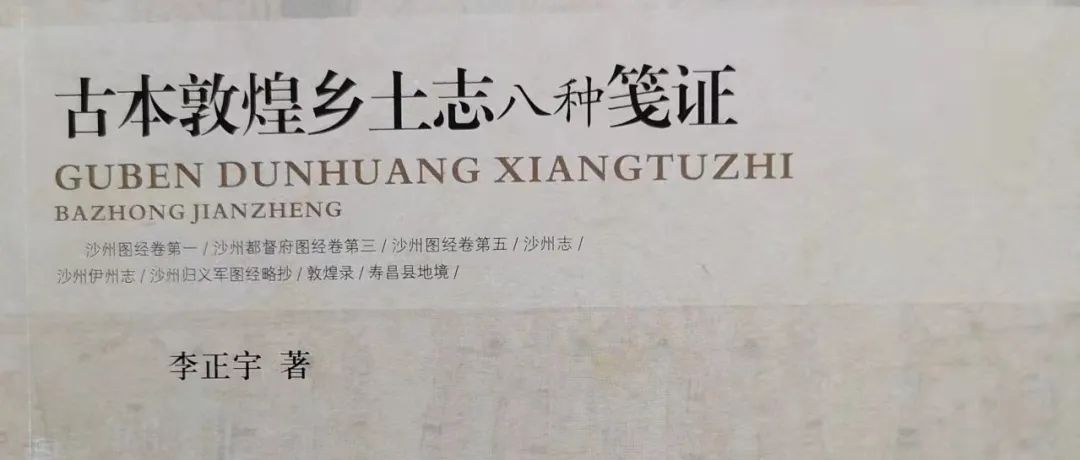 古本敦煌乡土志八种笺证
GUBEN DUNHUANG XIANGTUZHI
BAZHONG JIANZHENG
沙州图经卷第一/沙州都督府图经卷第三/沙州图经卷第五/沙州志/
沙州伊州志/沙州归义军图经略抄/敦煌录/寿昌县地境/
李正宇 著